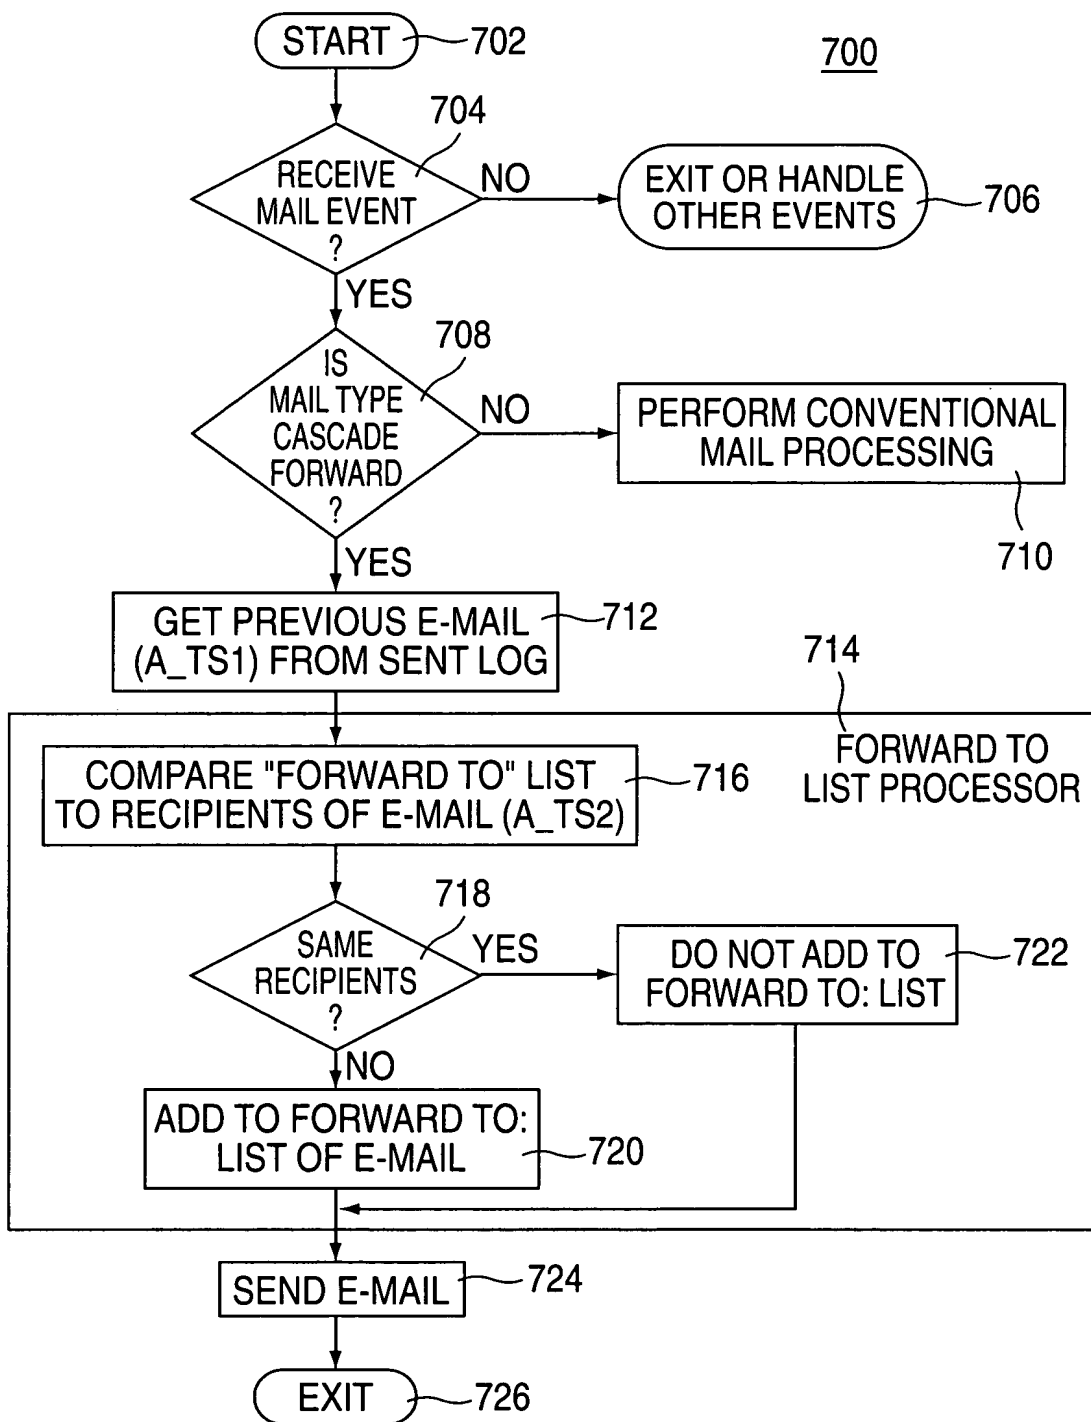 START
702
700
704
RECEIVE
MAIL EVENT
?
NO
EXIT OR HANDLE
OTHER EVENTS
706
YES
708
IS
MAIL TYPE
CASCADE
FORWARD
?
NO
PERFORM CONVENTIONAL
MAIL PROCESSING
710
YES
GET PREVIOUS E-MAIL
(A_TS1) FROM SENT LOG
712
714
FORWARD TO
LIST PROCESSOR
COMPARE "FORWARD TO" LIST
TO RECIPIENTS OF E-MAIL (A_TS2)
716
718
SAME
RECIPIENTS
?
YES
DO NOT ADD TO
FORWARD TO: LIST
722
NO
ADD TO FORWARD TO:
LIST OF E-MAIL
720
SEND E-MAIL
724
EXIT
726